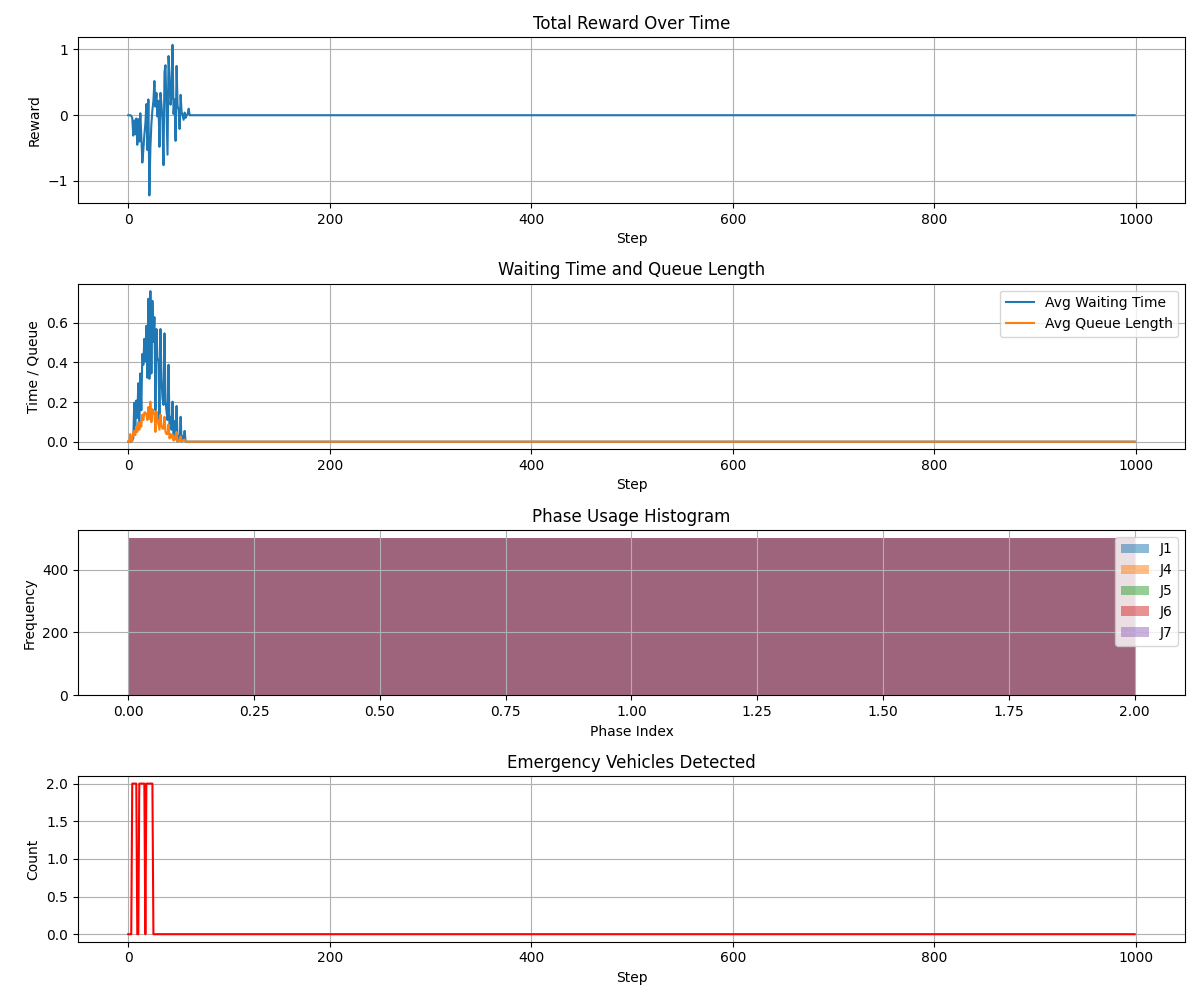 Total Reward Over Time
1
0
−1
Reward
0 200 400 600 800 1000
Step
Waiting Time and Queue Length
0.6
0.4
0.2
0.0
Time / Queue
Avg Waiting Time
Avg Queue Length
0 200 400 600 800 1000
Step
Phase Usage Histogram
400
200
0
Frequency
J1
J4
J5
J6
J7
0.00 0.25 0.50 0.75 1.00 1.25 1.50 1.75 2.00
Phase Index
Emergency Vehicles Detected
2.0
1.5
1.0
0.5
0.0
Count
0 200 400 600 800 1000
Step